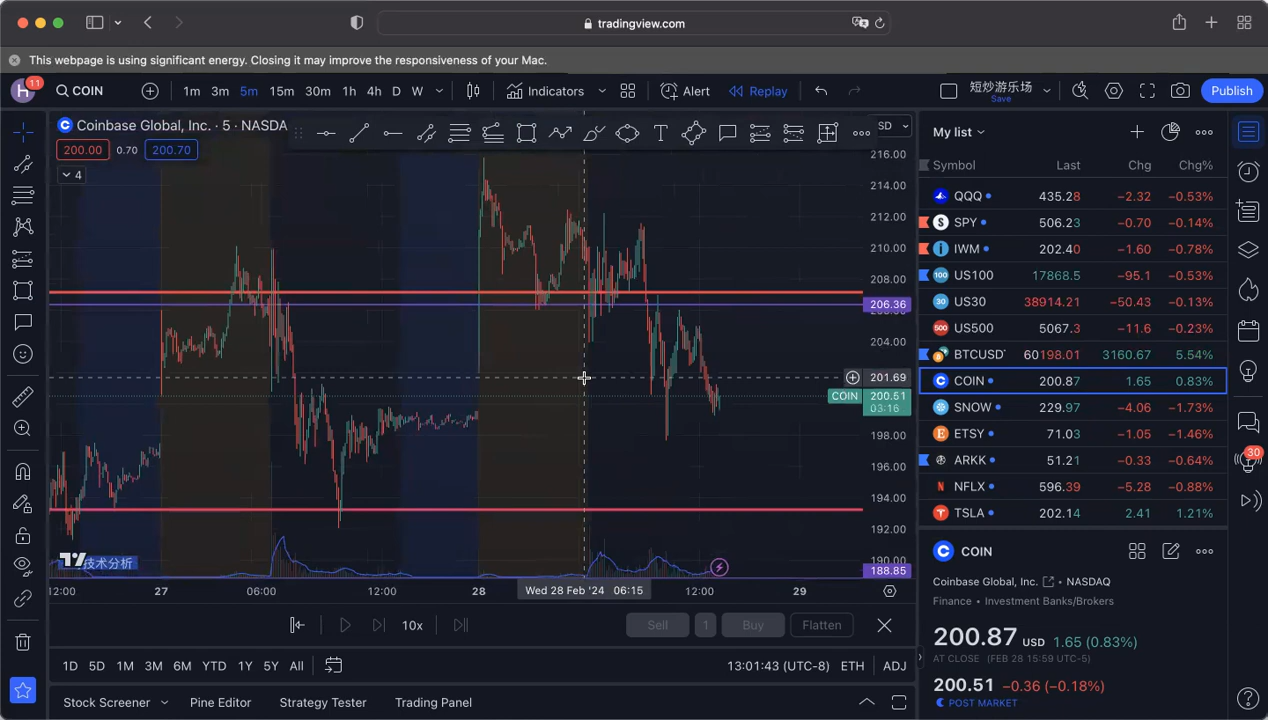 tradingview.com
This webpage is using significant energy. Closing it may improve the responsiveness of your Mac.
h 11 COIN 1m 3m 5m 15m 30m 1h 4h D W Indicators Alert Replay 短炒游乐场 Save Publish
Coinbase Global, Inc. · 5 · NASDA
SD
200.00 0.70 200.70
4
216.00
214.00
212.00
210.00
208.00
206.36
204.00
201.69
COIN 200.51
03:16
198.00
196.00
194.00
192.00
190.00
188.85
技术分析
12:00 27 06:00 12:00 28 Wed 28 Feb '24 06:15 12:00 29
10x Sell 1 Buy Flatten
1D 5D 1M 3M 6M YTD 1Y 5Y All 13:01:43 (UTC-8) ETH ADJ
Stock Screener Pine Editor Strategy Tester Trading Panel
My list
Symbol Last Chg Chg%
QQQ 435.28 −2.32 −0.53%
SPY 506.23 −0.70 −0.14%
IWM 202.40 −1.60 −0.78%
100 US100 17868.5 −95.1 −0.53%
30 US30 38914.21 −50.43 −0.13%
500 US500 5067.3 −11.6 −0.23%
BTCUSD 60198.01 3160.67 5.54%
COIN 200.87 1.65 0.83%
SNOW 229.97 −4.06 −1.73%
ETSY 71.03 −1.05 −1.46%
ARKK 51.21 −0.33 −0.64%
NFLX 596.39 −5.28 −0.88%
TSLA 202.14 2.41 1.21%
COIN
Coinbase Global, Inc. • NASDAQ
Finance • Investment Banks/Brokers
200.87 USD 1.65 (0.83%)
AT CLOSE (FEB 28 15:59 UTC-5)
200.51 −0.36 (−0.18%)
POST MARKET
30